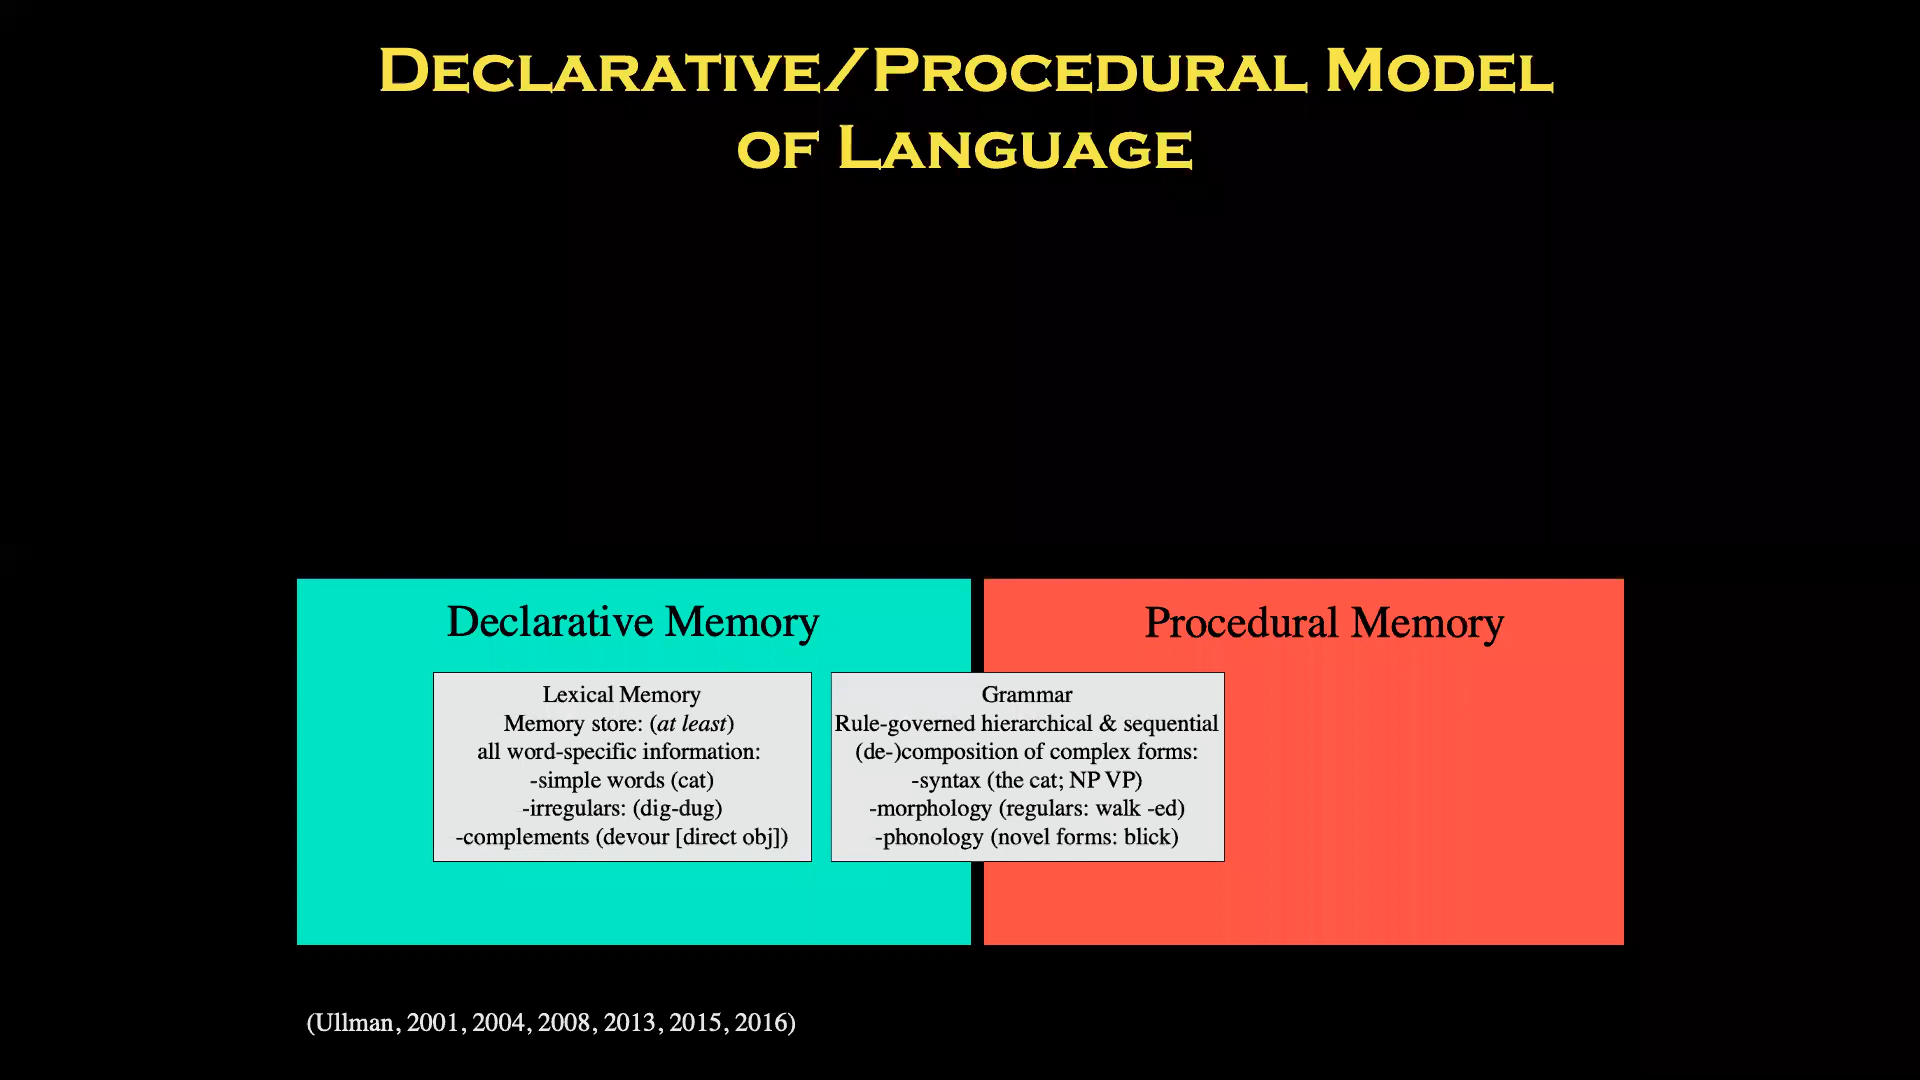 DECLARATIVE/PROCEDURAL MODEL
OF LANGUAGE
Declarative Memory
Lexical Memory
Memory store: (at least)
all word-specific information:
-simple words (cat)
-irregulars: (dig-dug)
-complements (devour [direct obj])
Procedural Memory
Grammar
Rule-governed hierarchical & sequential
(de-)composition of complex forms:
-syntax (the cat; NP VP)
-morphology (regulars: walk -ed)
-phonology (novel forms: blick)
(Ullman, 2001, 2004, 2008, 2013, 2015, 2016)